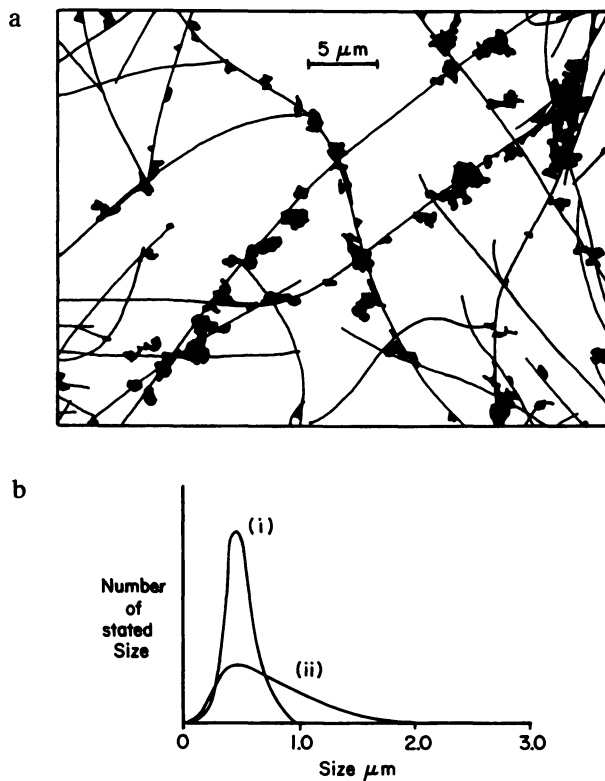 a
5 μm
b
(i)
(ii)
Number
of
stated
Size
0 1.0 2.0 3.0
Size μm